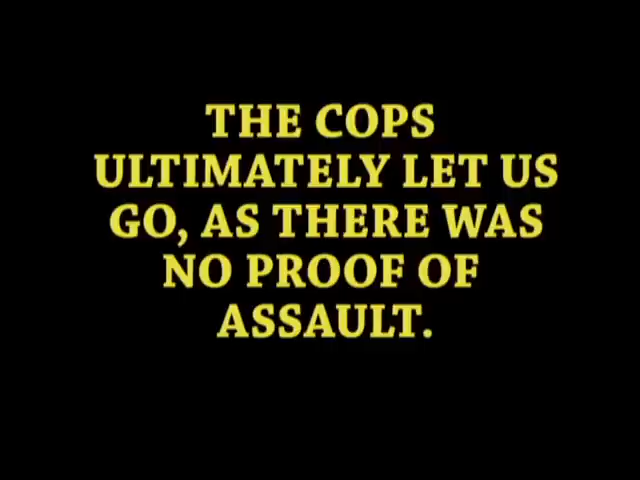 THE COPS
ULTIMATELY LET US
GO, AS THERE WAS
NO PROOF OF
ASSAULT.